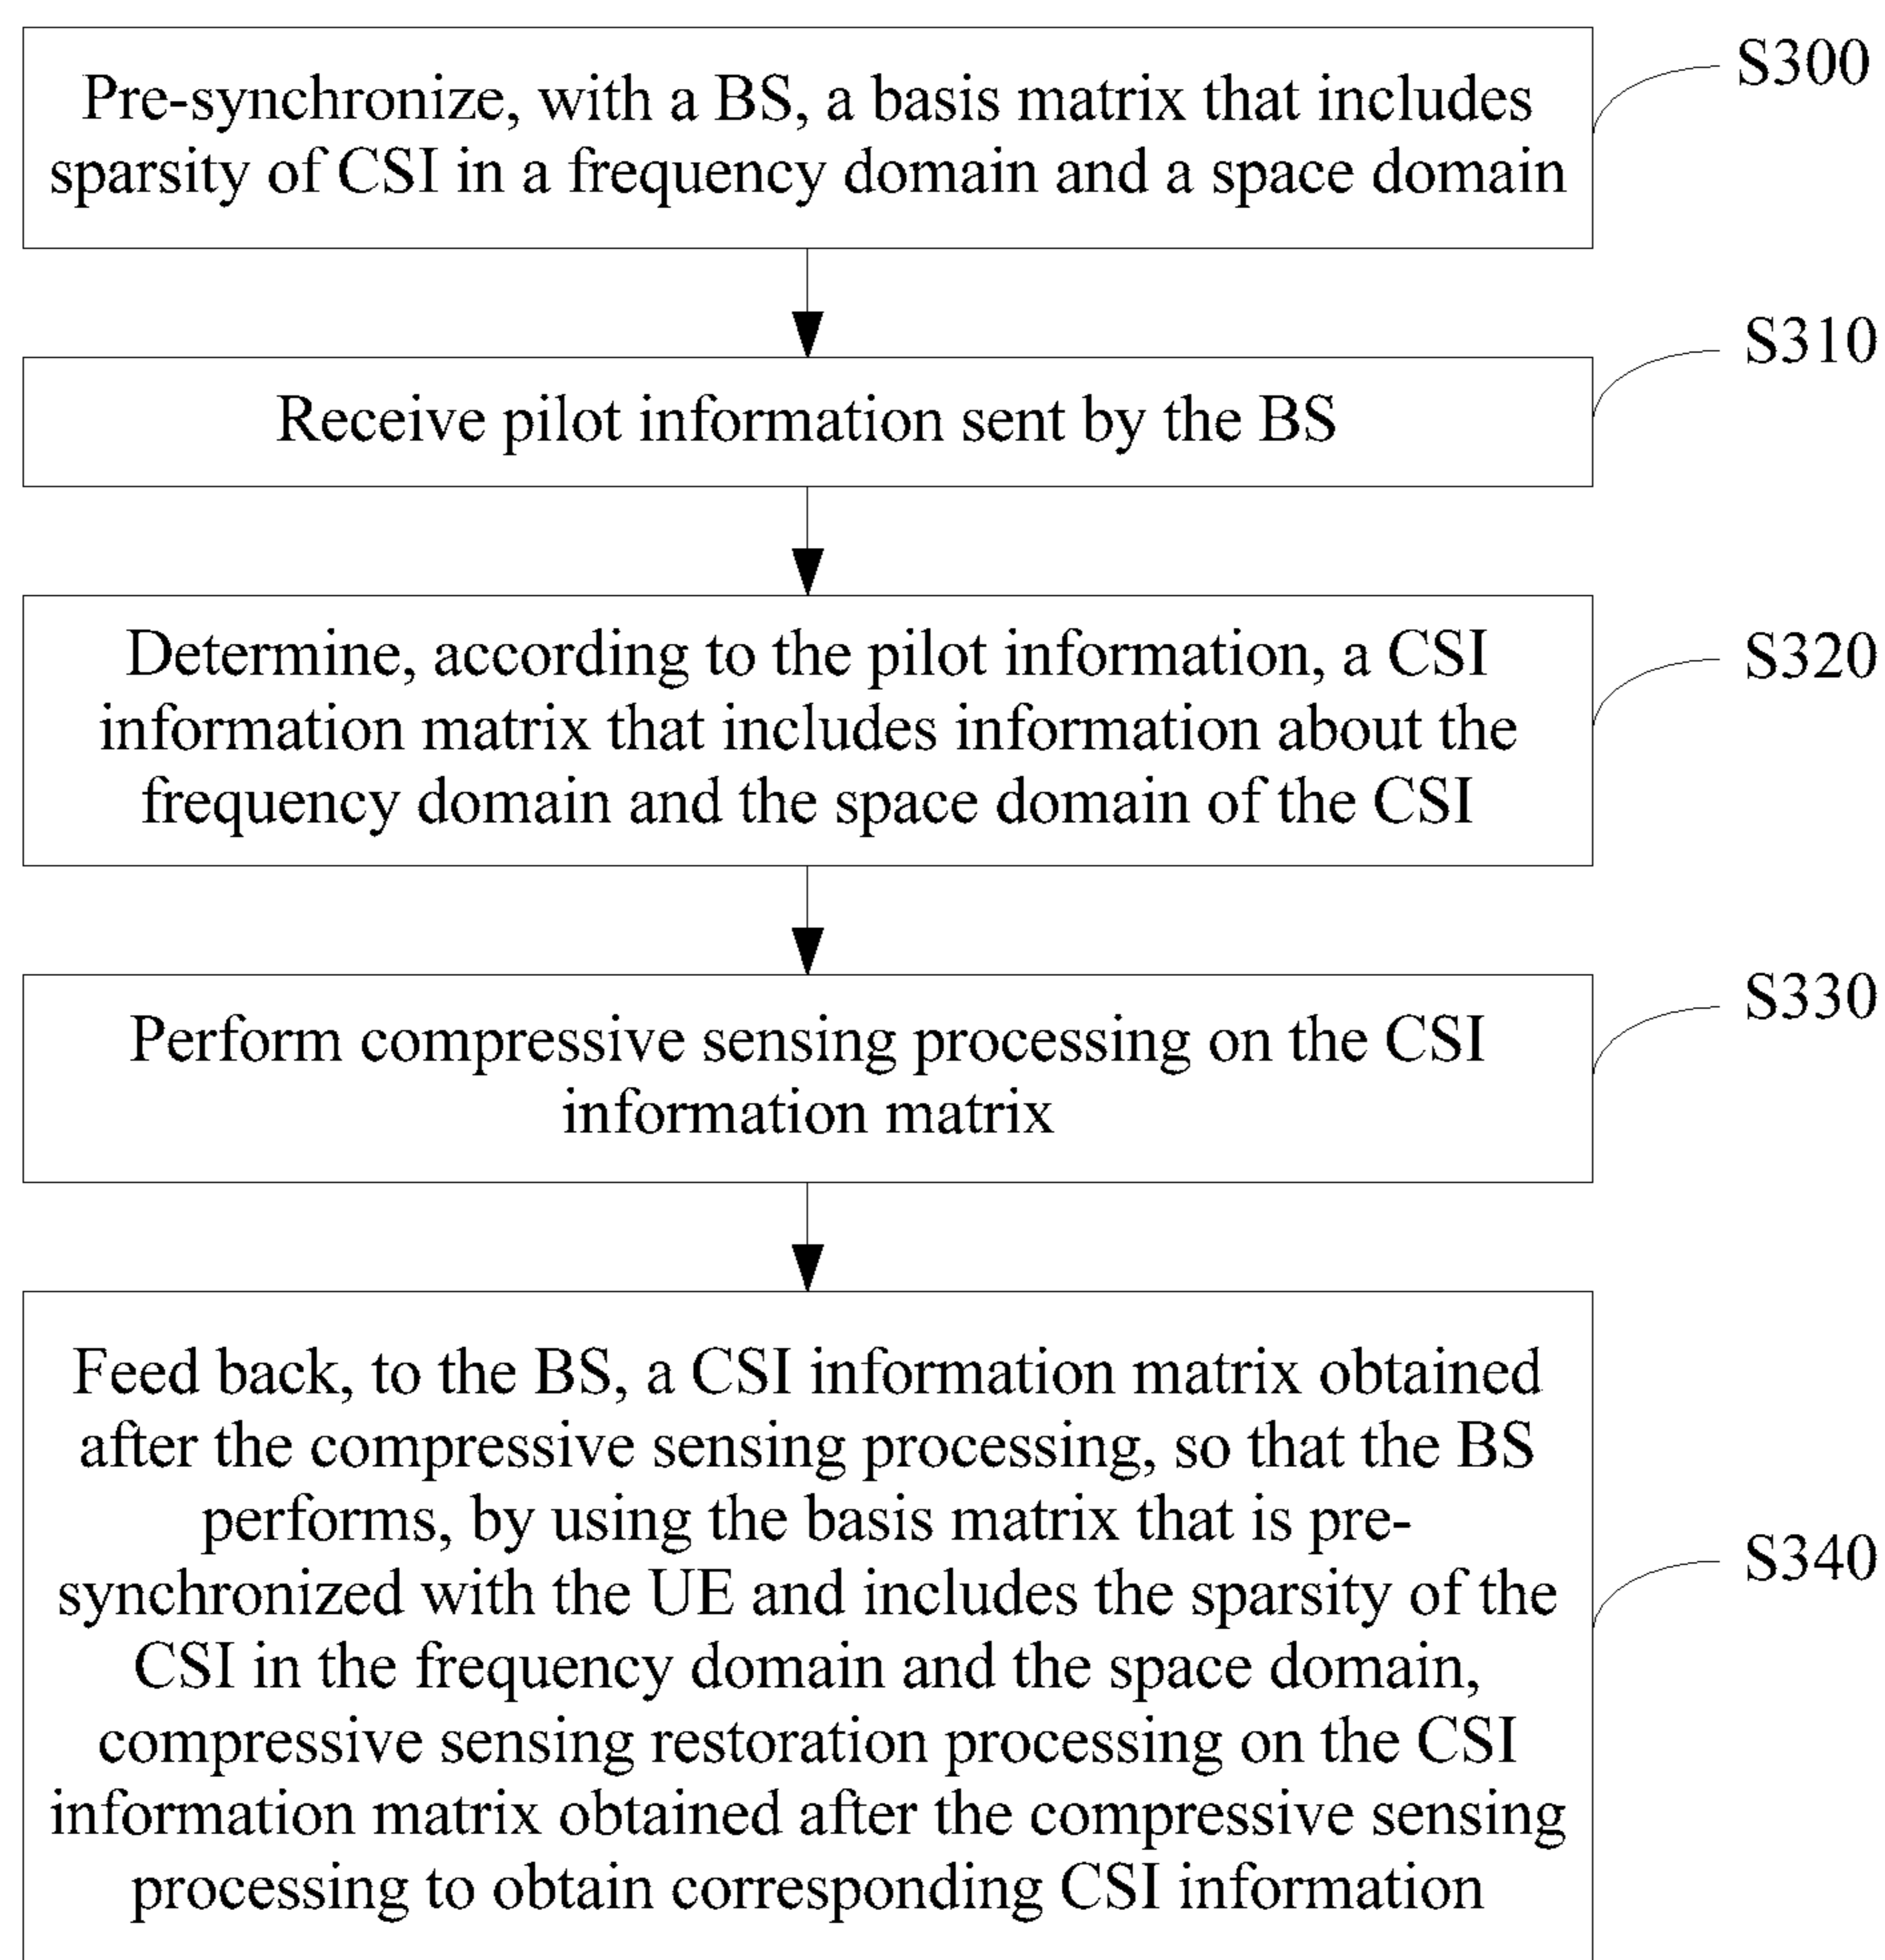 Pre-synchronize, with a BS, a basis matrix that includes
sparsity of CSI in a frequency domain and a space domain
S300
Receive pilot information sent by the BS
S310
Determine, according to the pilot information, a CSI
information matrix that includes information about the
frequency domain and the space domain of the CSI
S320
Perform compressive sensing processing on the CSI
information matrix
S330
Feed back, to the BS, a CSI information matrix obtained
after the compressive sensing processing, so that the BS
performs, by using the basis matrix that is pre-
synchronized with the UE and includes the sparsity of the
CSI in the frequency domain and the space domain,
compressive sensing restoration processing on the CSI
information matrix obtained after the compressive sensing
processing to obtain corresponding CSI information
S340